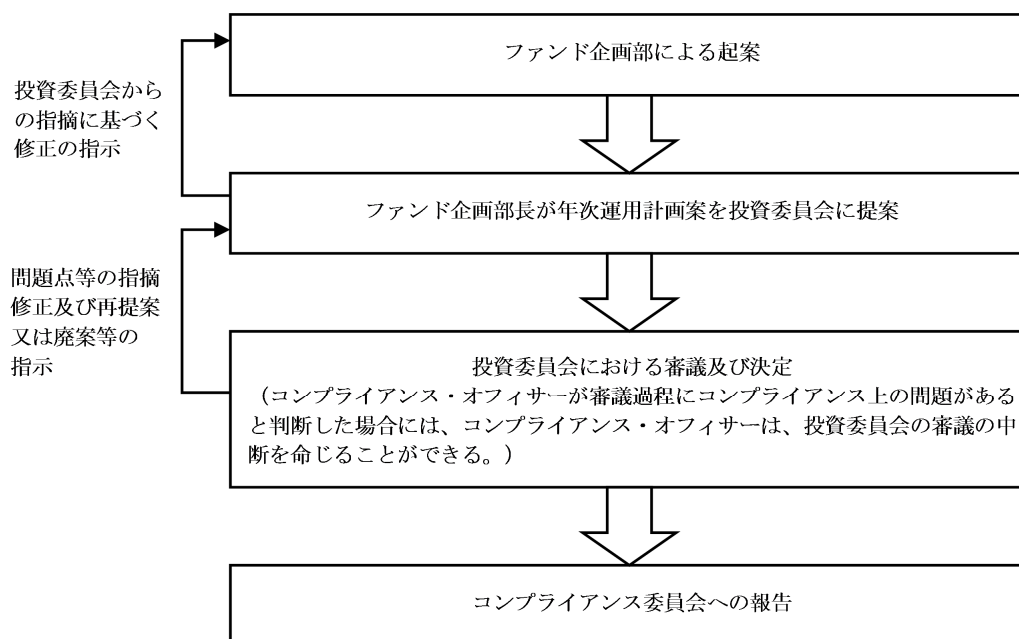 ファンド企画部による起案
投資委員会から
の指摘に基づく
修正の指示
ファンド企画部長が年次運用計画案を投資委員会に提案
問題点等の指摘
修正及び再提案
又は廃案等の
指示
投資委員会における審議及び決定
（コンプライアンス・オフィサーが審議過程にコンプライアンス上の問題がある
と判断した場合には、コンプライアンス・オフィサーは、投資委員会の審議の中
断を命じることができる。）
コンプライアンス委員会への報告